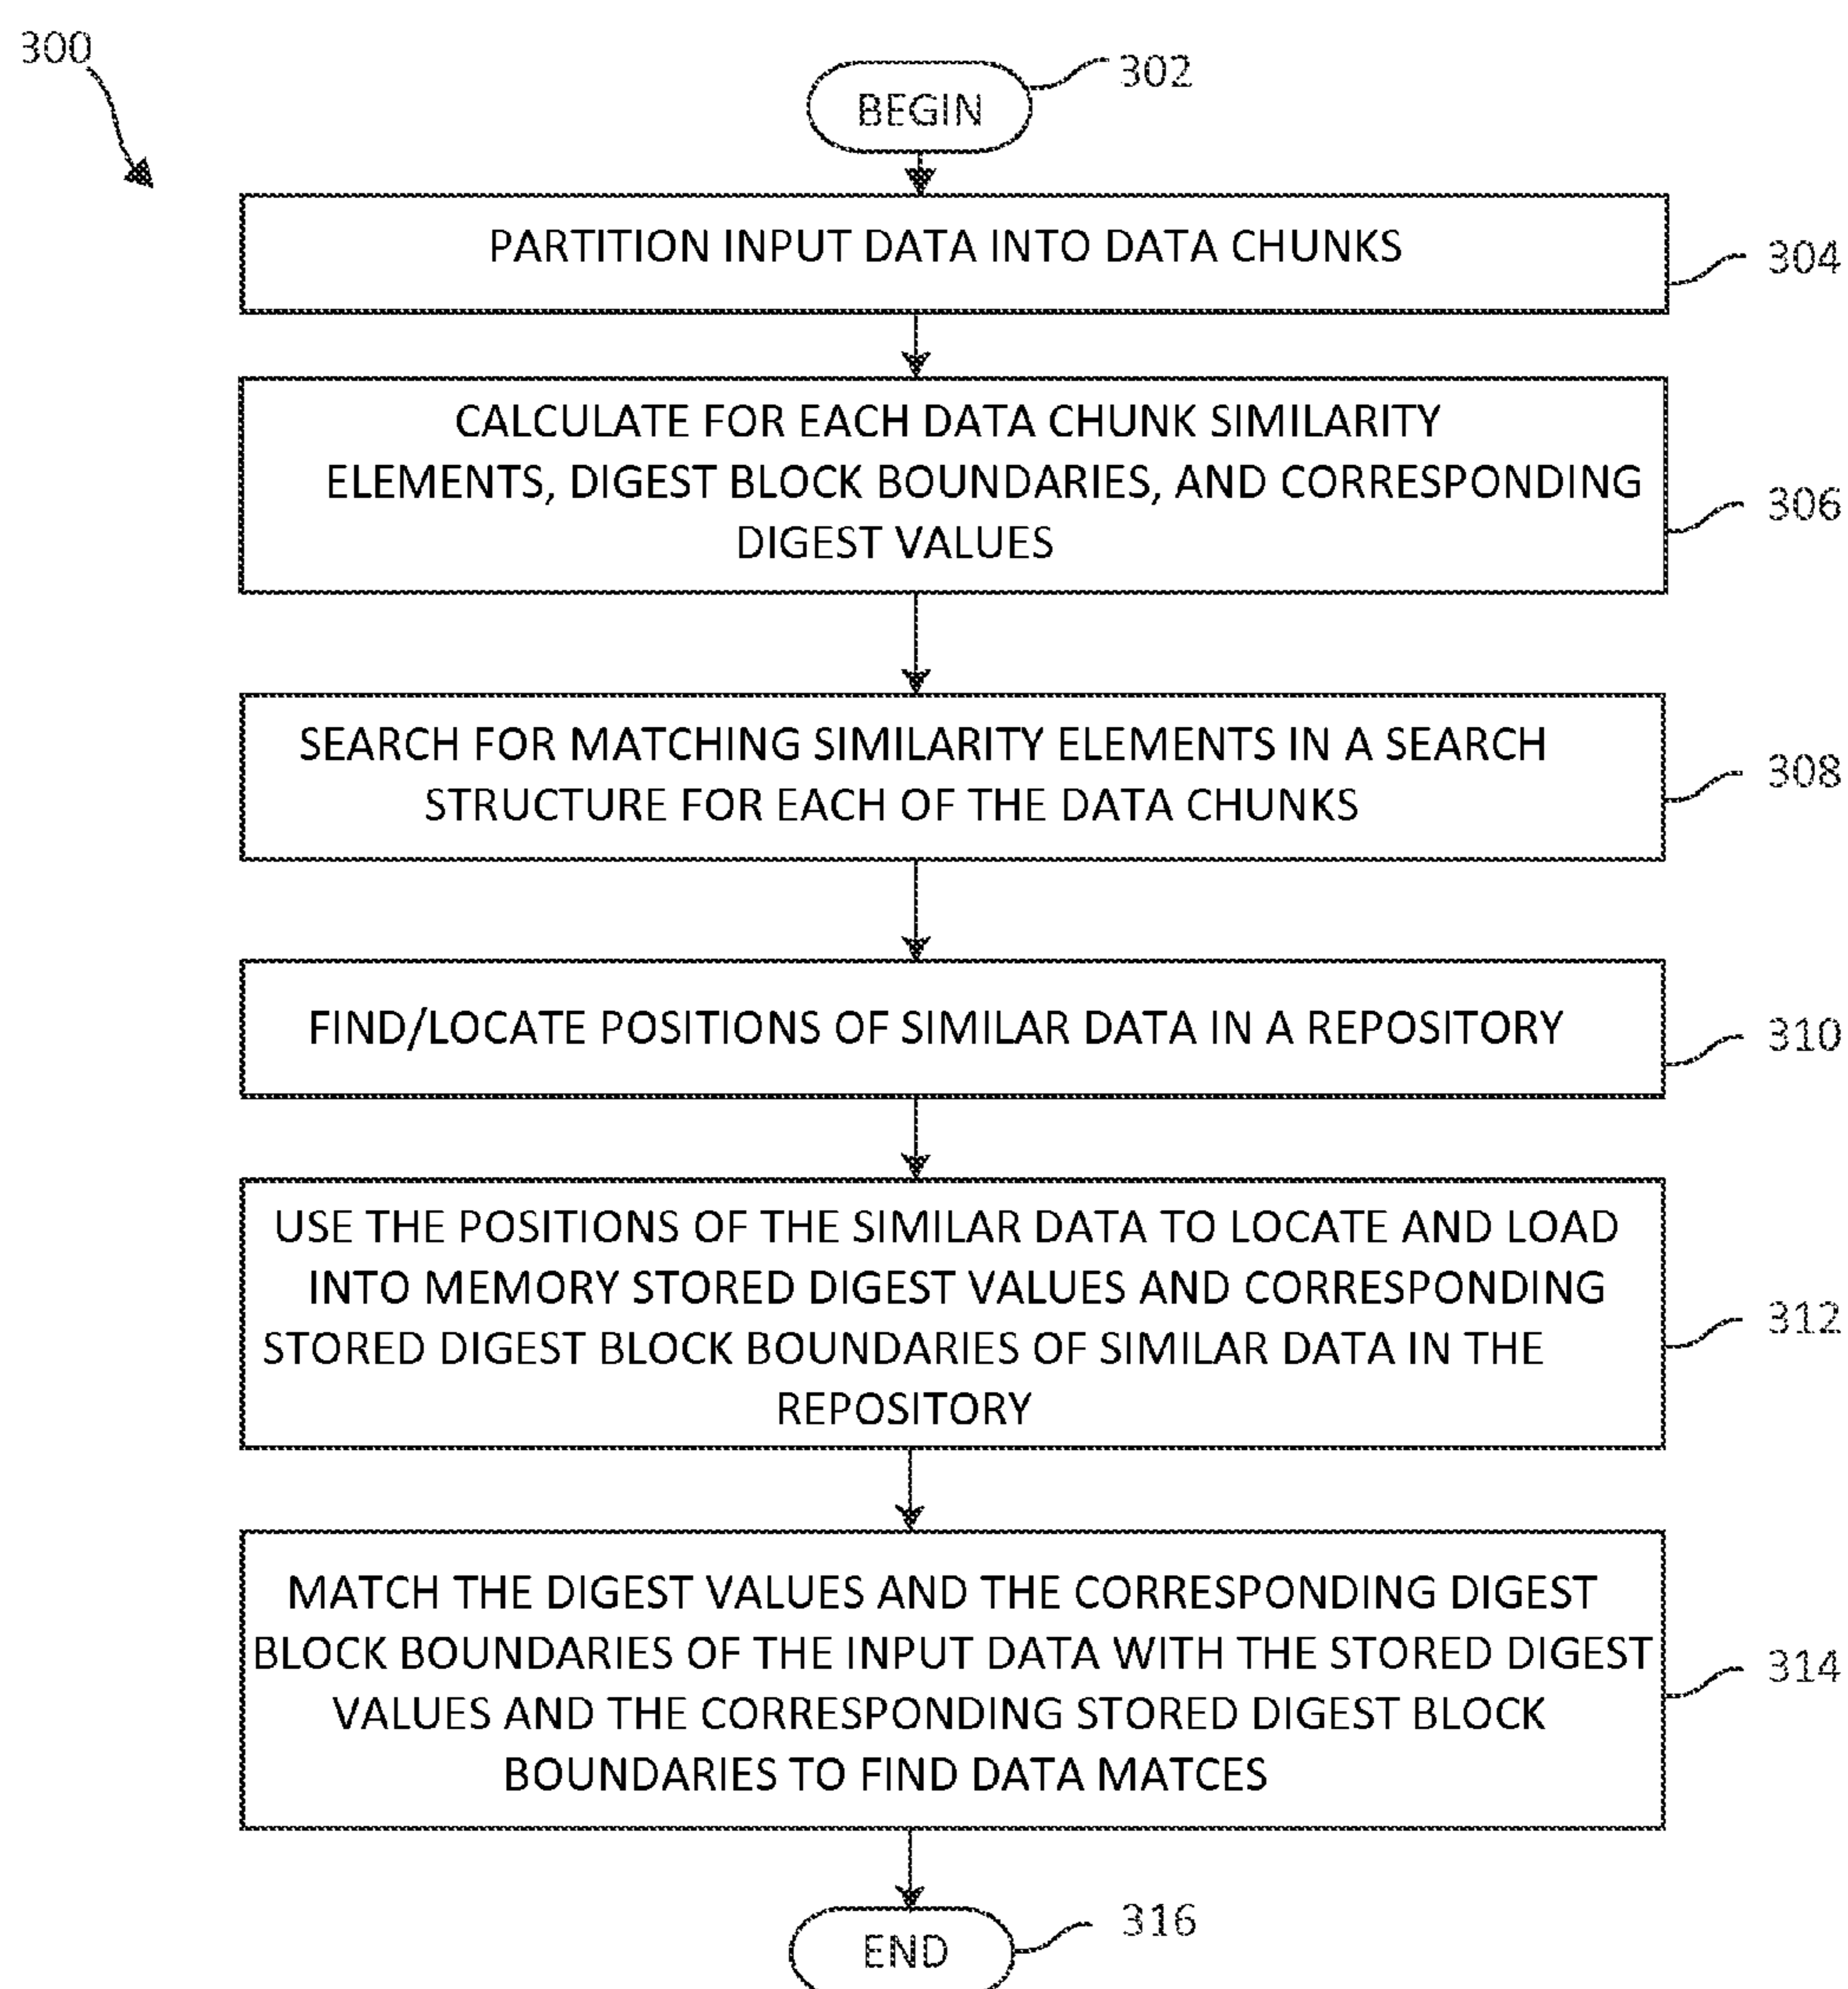 300
302
BEGIN
PARTITION INPUT DATA INTO DATA CHUNKS
304
CALCULATE FOR EACH DATA CHUNK SIMILARITY
ELEMENTS, DIGEST BLOCK BOUNDARIES, AND CORRESPONDING
DIGEST VALUES
306
SEARCH FOR MATCHING SIMILARITY ELEMENTS IN A SEARCH
STRUCTURE FOR EACH OF THE DATA CHUNKS
308
FIND/LOCATE POSITIONS OF SIMILAR DATA IN A REPOSITORY
310
USE THE POSITIONS OF THE SIMILAR DATA TO LOCATE AND LOAD
INTO MEMORY STORED DIGEST VALUES AND CORRESPONDING
STORED DIGEST BLOCK BOUNDARIES OF SIMILAR DATA IN THE
REPOSITORY
312
MATCH THE DIGEST VALUES AND THE CORRESPONDING DIGEST
BLOCK BOUNDARIES OF THE INPUT DATA WITH THE STORED DIGEST
VALUES AND THE CORRESPONDING STORED DIGEST BLOCK
BOUNDARIES TO FIND DATA MATCES
314
END
316